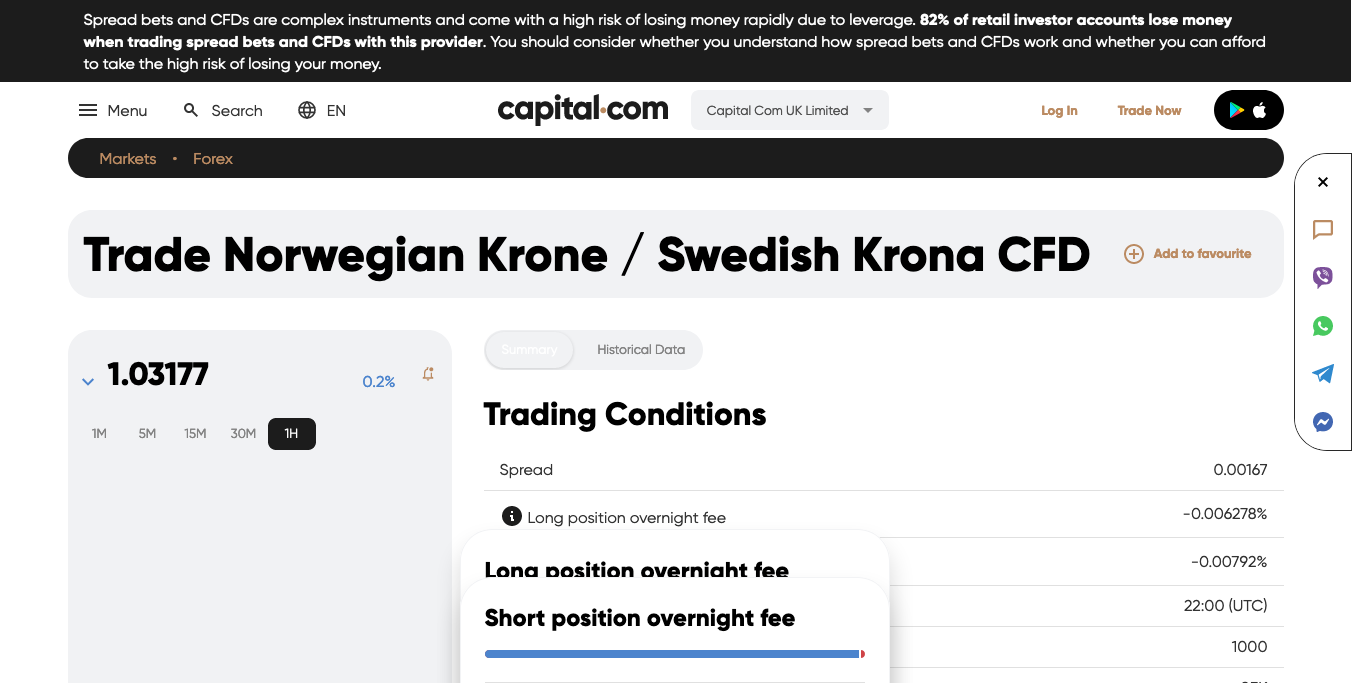 Spread bets and CFDs are complex instruments and come with a high risk of losing money rapidly due to leverage. 82% of retail investor accounts lose money
when trading spread bets and CFDs with this provider. You should consider whether you understand how spread bets and CFDs work and whether you can afford
to take the high risk of losing your money.
Menu Search EN capital.com Capital Com UK Limited Log In Trade Now
Markets • Forex
Trade Norwegian Krone / Swedish Krona CFD Add to favourite
1.03177 0.2%
1M 5M 15M 30M 1H
Summary Historical Data
Trading Conditions
Spread 0.00167
Long position overnight fee -0.006278%
Long position overnight fee
-0.00792%
Short position overnight fee
22:00 (UTC)
1000